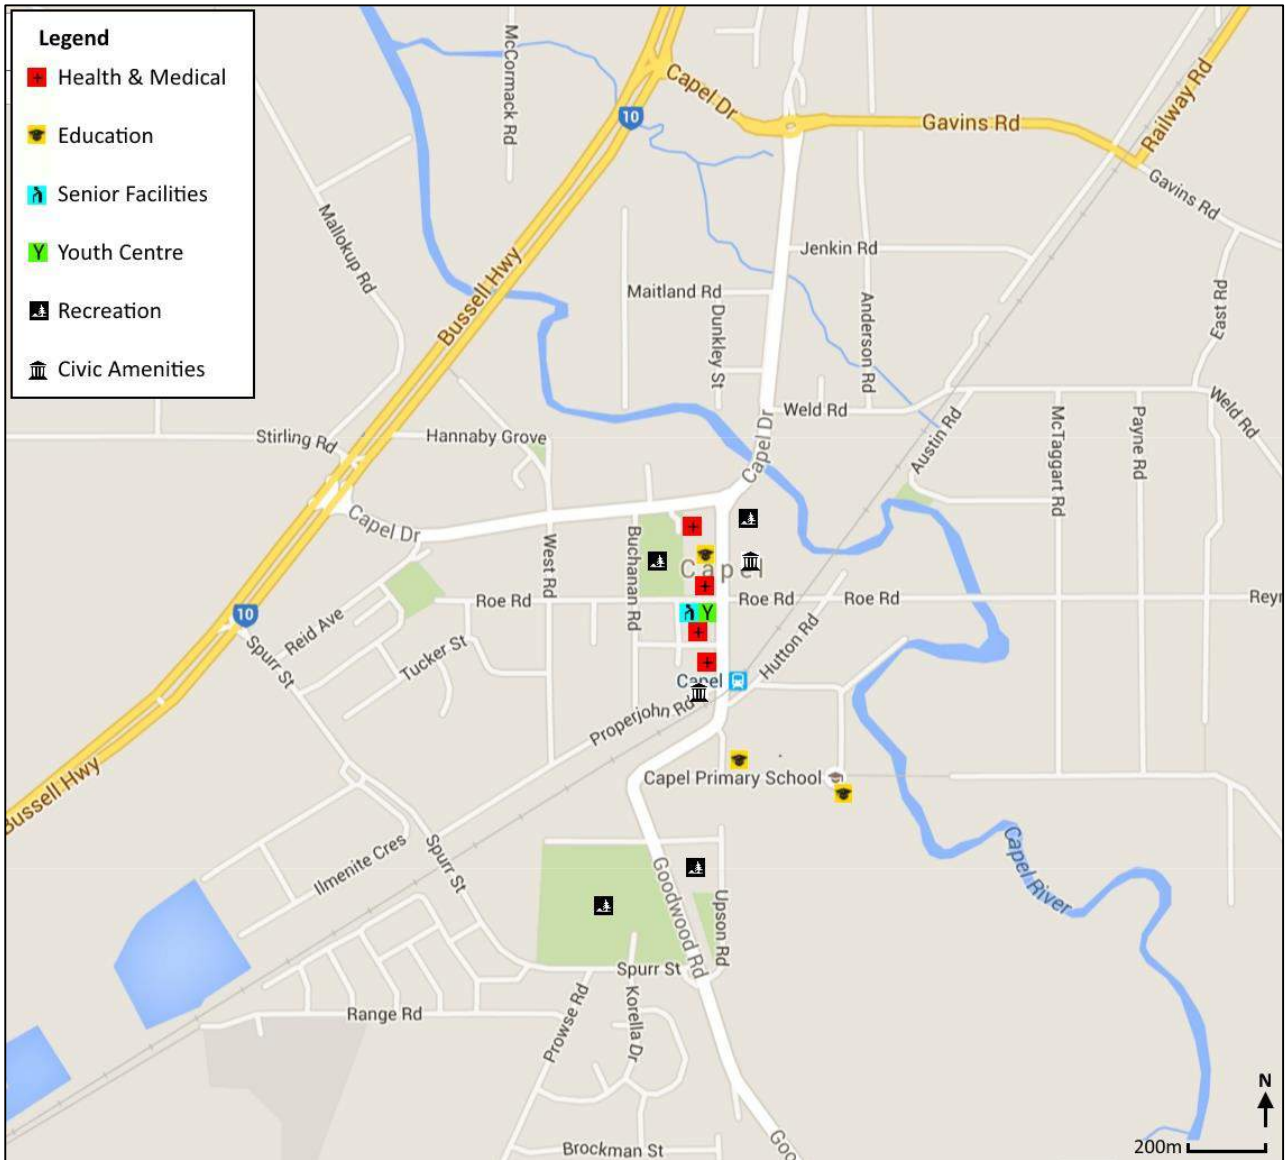 Legend
Health & Medical
Education
Senior Facilities
Y Youth Centre
Recreation
Civic Amenities
McCormack Rd
Capel Dr
10
Gavins Rd
Railway Rd
Gavins Rd
Mallokup Rd
Bussell Hwy
Jenkin Rd
Maitland Rd
Dunkley St
Anderson Rd
East Rd
Weld Rd
Weld Rd
Stirling Rd
Hannaby Grove
Capel Dr
Austin Rd
McTaggart Rd
Payne Rd
Capel Dr
West Rd
Buchanan Rd
Capel
Roe Rd
Roe Rd
Roe Rd
Reyn
Y
10
Reid Ave
Spurr St
Tucker St
Hutton Rd
Capel
Properjohn Rd
Capel Primary School
Bussell Hwy
Ilmenite Cres
Spurr St
Capel River
Goodwood Rd
Upson Rd
Spurr St
Range Rd
Prowse Rd
Korella Dr
Brockman St
Goo
N
200m